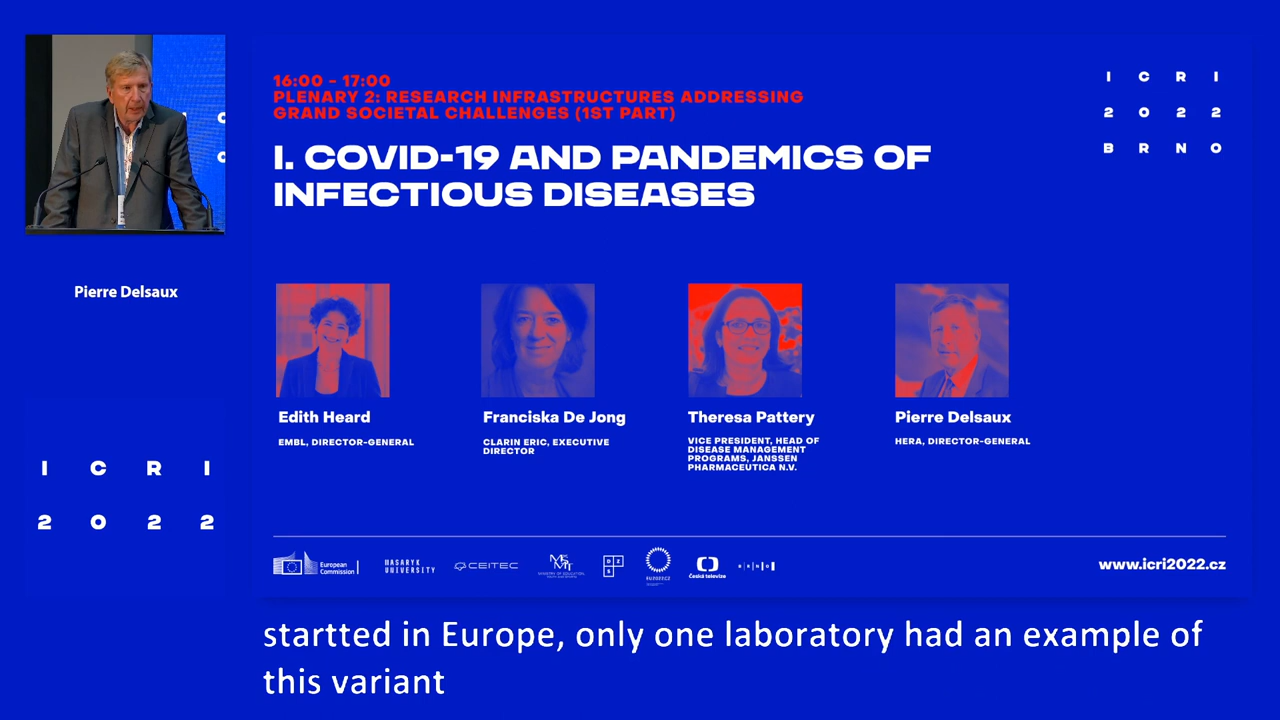 16:00 – 17:00
PLENARY 2: RESEARCH INFRASTRUCTURES ADDRESSING
GRAND SOCIETAL CHALLENGES (1ST PART)
I. COVID-19 AND PANDEMICS OF
INFECTIOUS DISEASES
I C R I
2 0 2 2
B R N O
Pierre Delsaux
Edith Heard
EMBL, DIRECTOR-GENERAL
Franciska De Jong
CLARIN ERIC, EXECUTIVE
DIRECTOR
Theresa Pattery
VICE PRESIDENT, HEAD OF
DISEASE MANAGEMENT
PROGRAMS, JANSSEN
PHARMACEUTICA N.V.
Pierre Delsaux
HERA, DIRECTOR-GENERAL
I C R I
2 0 2 2
European
Commission
MASARYK
UNIVERSITY
CEITEC
Česká televize
B R N O
www.icri2022.cz
startted in Europe, only one laboratory had an example of
this variant